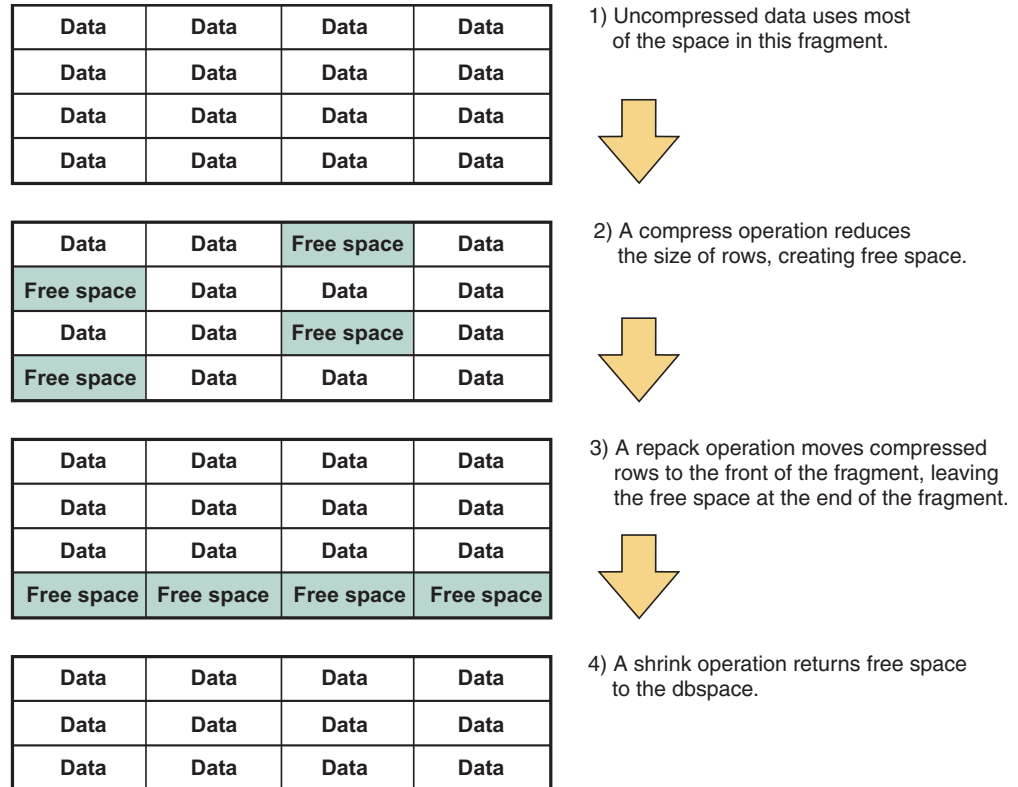 Data Data Data Data
Data Data Data Data
Data Data Data Data
Data Data Data Data
1) Uncompressed data uses most
of the space in this fragment.
Data Data Free space Data
Free space Data Data Data
Data Data Free space Data
Free space Data Data Data
2) A compress operation reduces
the size of rows, creating free space.
Data Data Data Data
Data Data Data Data
Data Data Data Data
Free space Free space Free space Free space
3) A repack operation moves compressed
rows to the front of the fragment, leaving
the free space at the end of the fragment.
Data Data Data Data
Data Data Data Data
Data Data Data Data
4) A shrink operation returns free space
to the dbspace.